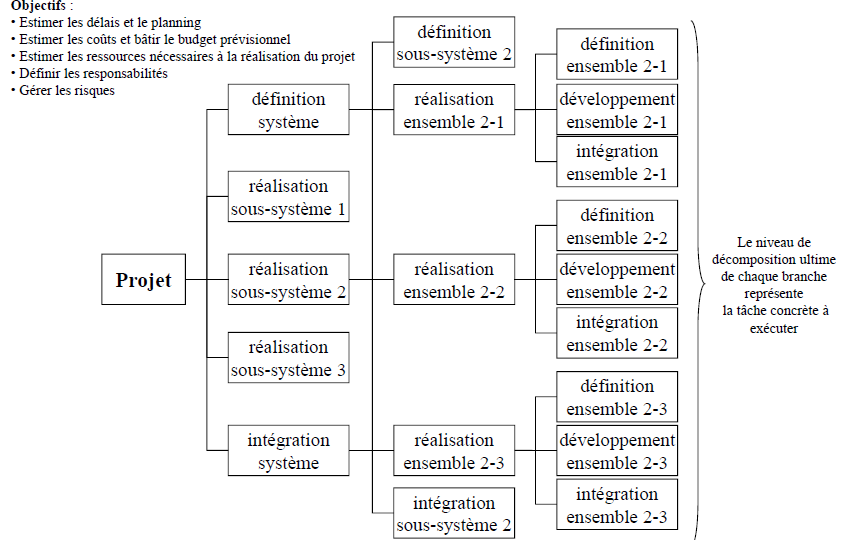 Objectifs :
• Estimer les délais et le planning
• Estimer les coûts et bâtir le budget prévisionnel
• Estimer les ressources nécessaires à la réalisation du projet
• Définir les responsabilités
• Gérer les risques
Projet
définition
système
réalisation
sous-système 1
réalisation
sous-système 2
réalisation
sous-système 3
intégration
système
définition
sous-système 2
réalisation
ensemble 2-1
réalisation
ensemble 2-2
réalisation
ensemble 2-3
intégration
sous-système 2
définition
ensemble 2-1
développement
ensemble 2-1
intégration
ensemble 2-1
définition
ensemble 2-2
développement
ensemble 2-2
intégration
ensemble 2-2
définition
ensemble 2-3
développement
ensemble 2-3
intégration
ensemble 2-3
Le niveau de
décomposition ultime
de chaque branche
représente
la tâche concrète à
exécuter